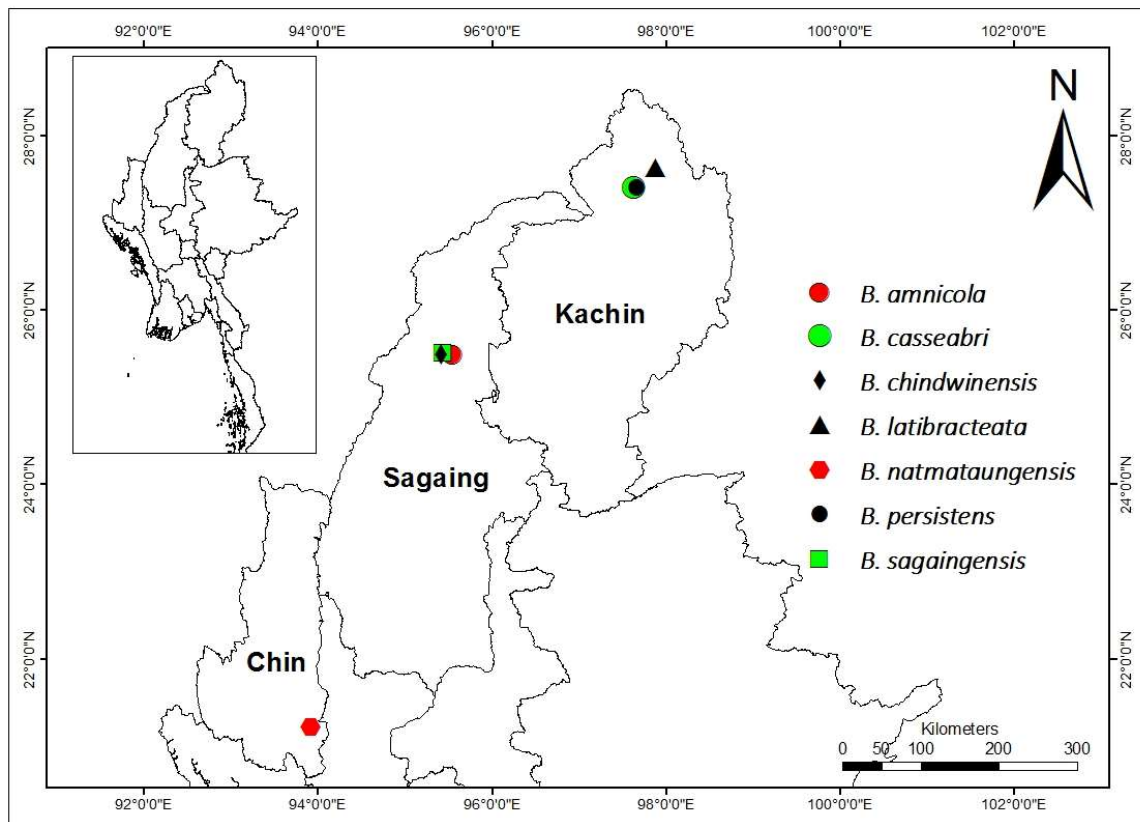 92°0'0"E 94°0'0"E 96°0'0"E 98°0'0"E 100°0'0"E 102°0'0"E
N
28°0'0"N 28°0'0"N
Kachin
26°0'0"N 26°0'0"N
B. amnicola
B. casseabri
B. chindwinensis
B. latibracteata
B. natmataungensis
B. persistens
B. sagaingensis
Sagaing
24°0'0"N 24°0'0"N
Chin
22°0'0"N 22°0'0"N
Kilometers
0 50 100 200 300
92°0'0"E 94°0'0"E 96°0'0"E 98°0'0"E 100°0'0"E 102°0'0"E